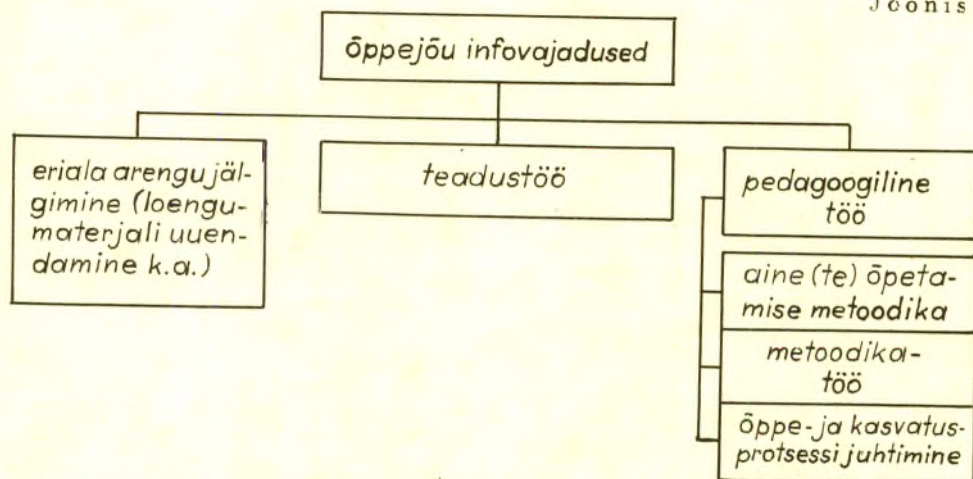 Joonis
õppejõu infovajadused
eriala arengu jäl-
gimine (loengu-
materjali uuen-
damine k.a.)
teadustöö
pedagoogiline
töö
aine (te) õpeta-
mise metoodika
metoodika-
töö
õppe- ja kasvatus-
protsessi juhtimine